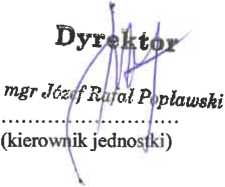 Dyrektor
mgr Józef Rafał Popławski
..............................
(kierownik jednostki)